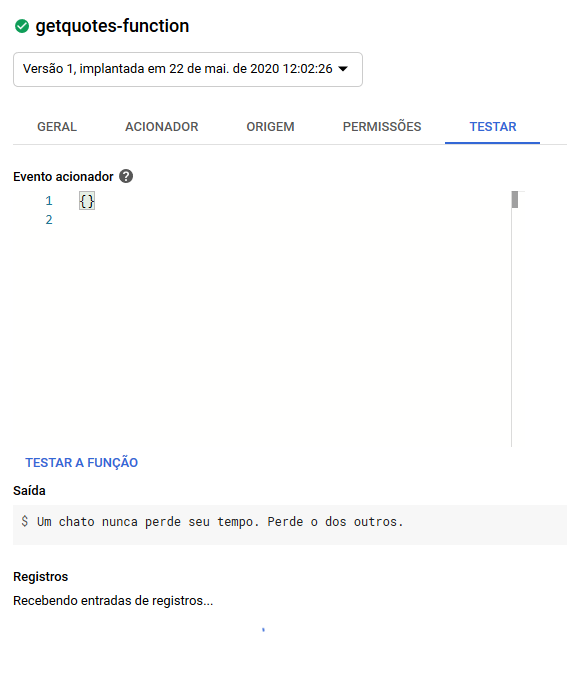 getquotes-function
Versão 1, implantada em 22 de mai. de 2020 12:02:26
GERAL ACIONADOR ORIGEM PERMISSÕES TESTAR
Evento acionador ?
1 {}
2
TESTAR A FUNÇÃO
Saída
$ Um chato nunca perde seu tempo. Perde o dos outros.
Registros
Recebendo entradas de registros...